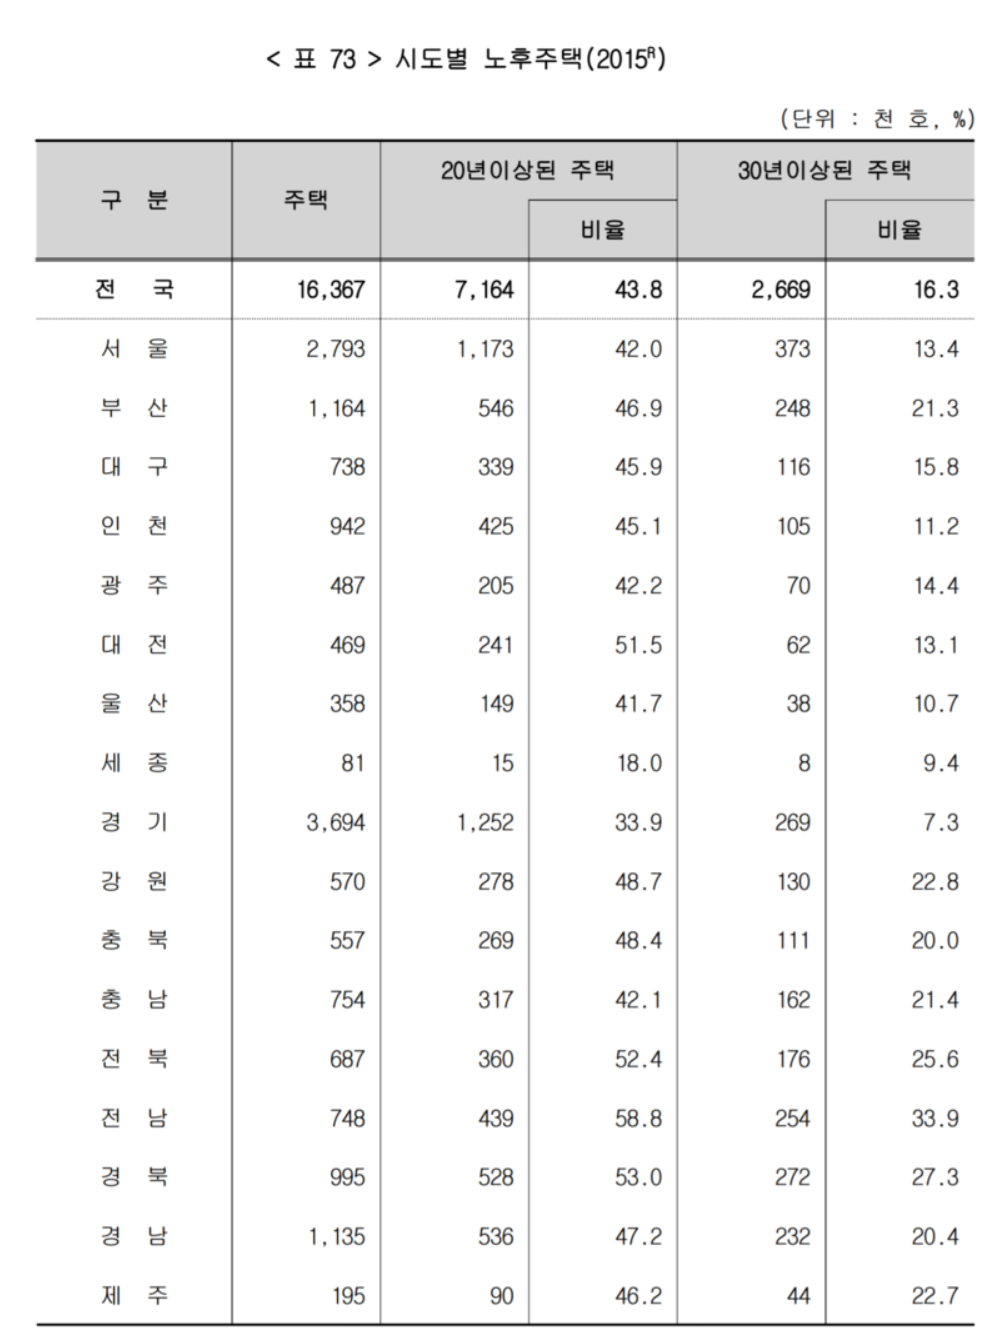 < 표 73 > 시도별 노후주택(2015ᴿ)
(단위 : 천 호, %)
구 분 주택 20년이상된 주택 30년이상된 주택
비율 비율
전 국 16,367 7,164 43.8 2,669 16.3
서 울 2,793 1,173 42.0 373 13.4
부 산 1,164 546 46.9 248 21.3
대 구 738 339 45.9 116 15.8
인 천 942 425 45.1 105 11.2
광 주 487 205 42.2 70 14.4
대 전 469 241 51.5 62 13.1
울 산 358 149 41.7 38 10.7
세 종 81 15 18.0 8 9.4
경 기 3,694 1,252 33.9 269 7.3
강 원 570 278 48.7 130 22.8
충 북 557 269 48.4 111 20.0
충 남 754 317 42.1 162 21.4
전 북 687 360 52.4 176 25.6
전 남 748 439 58.8 254 33.9
경 북 995 528 53.0 272 27.3
경 남 1,135 536 47.2 232 20.4
제 주 195 90 46.2 44 22.7